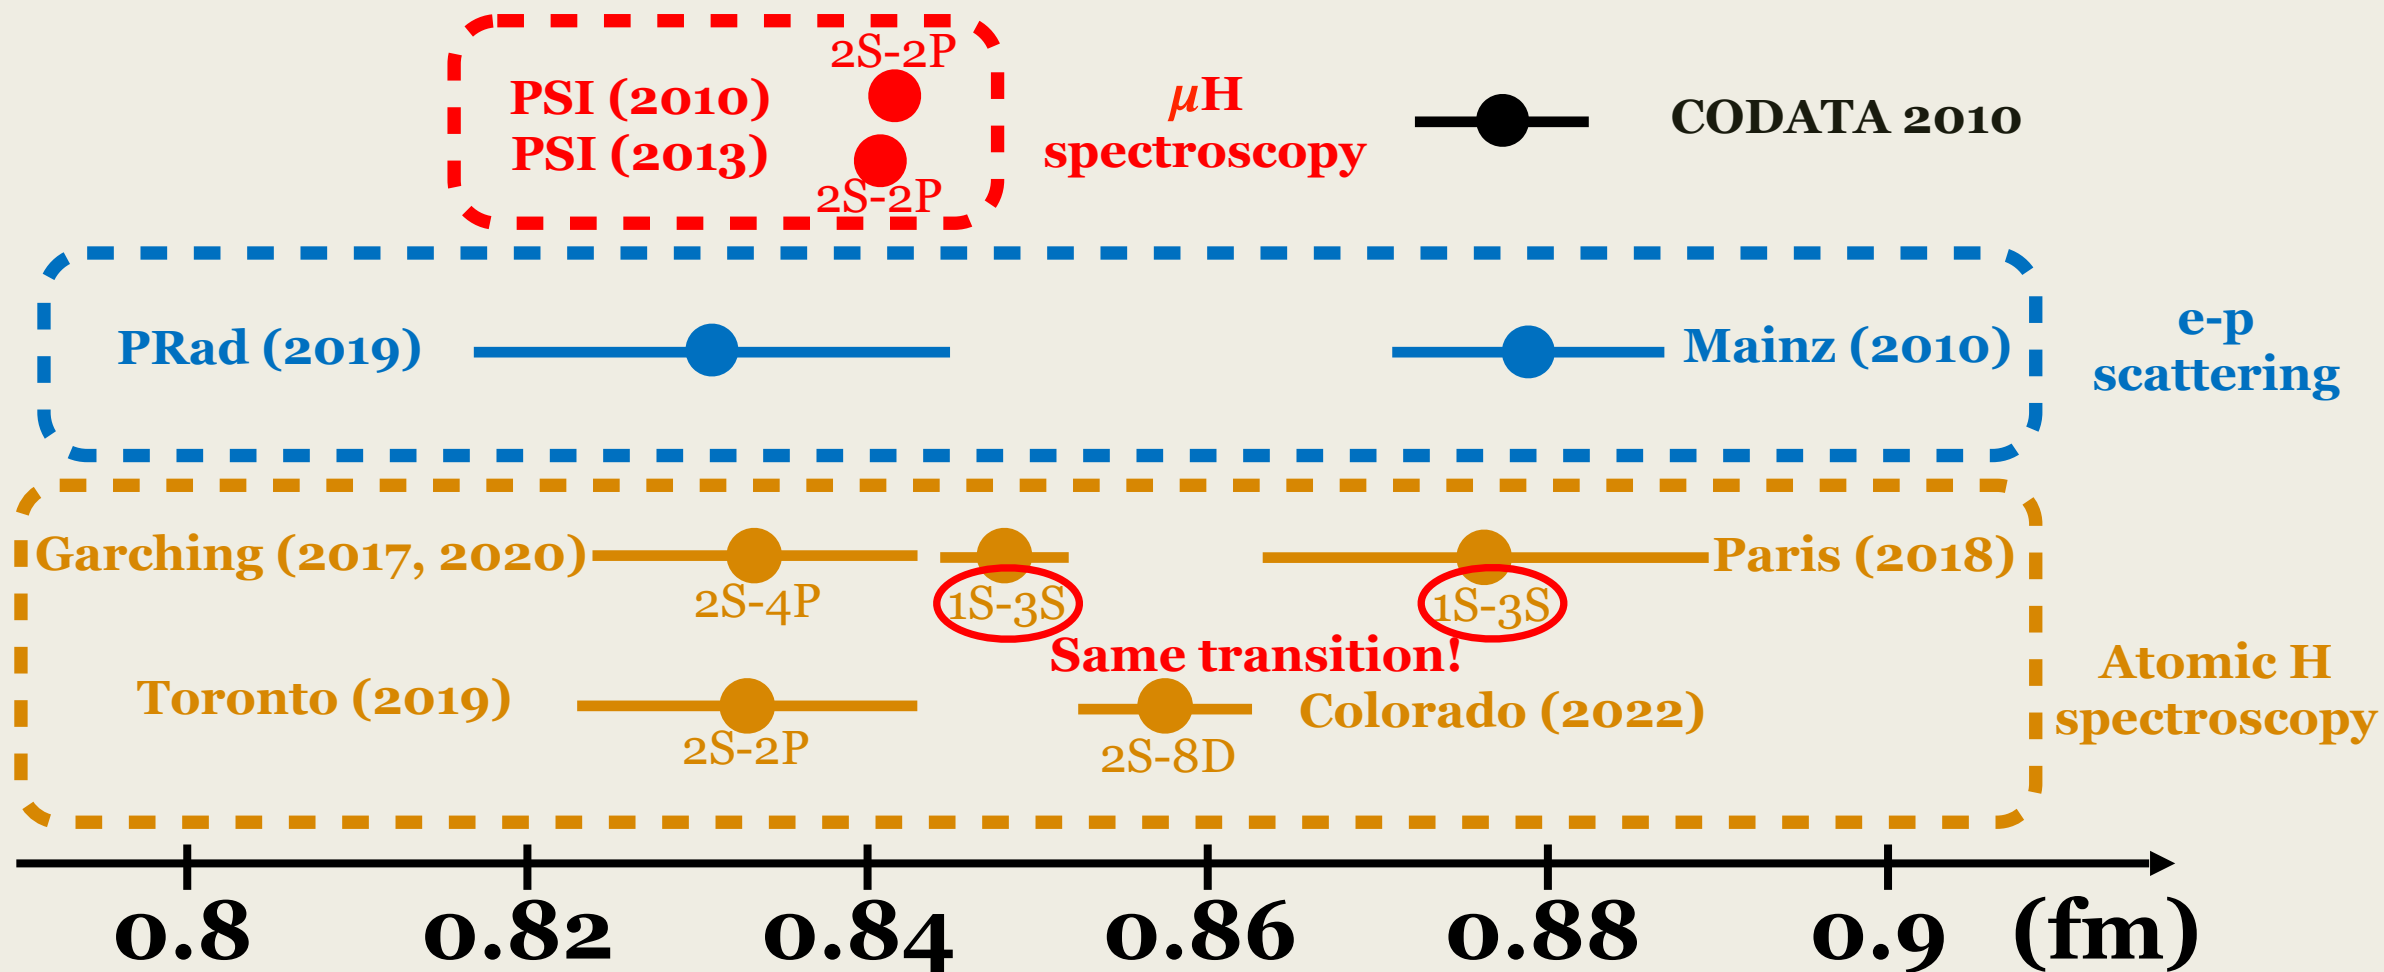 2S-2P
PSI (2010)
PSI (2013)
2S-2P
μH
spectroscopy
CODATA 2010
PRad (2019)
Mainz (2010)
e-p
scattering
Garching (2017, 2020)
2S-4P
1S-3S
1S-3S
Paris (2018)
Same transition!
Toronto (2019)
2S-2P
2S-8D
Colorado (2022)
Atomic H
spectroscopy
0.8 0.82 0.84 0.86 0.88 0.9 (fm)